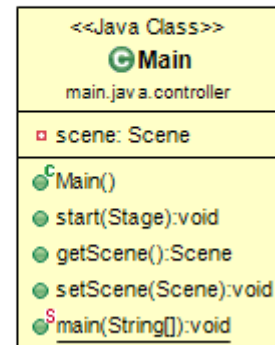 <<Java Class>>
Main
main.java.controller
scene: Scene
Main()
start(Stage):void
getScene():Scene
setScene(Scene):void
main(String[]):void